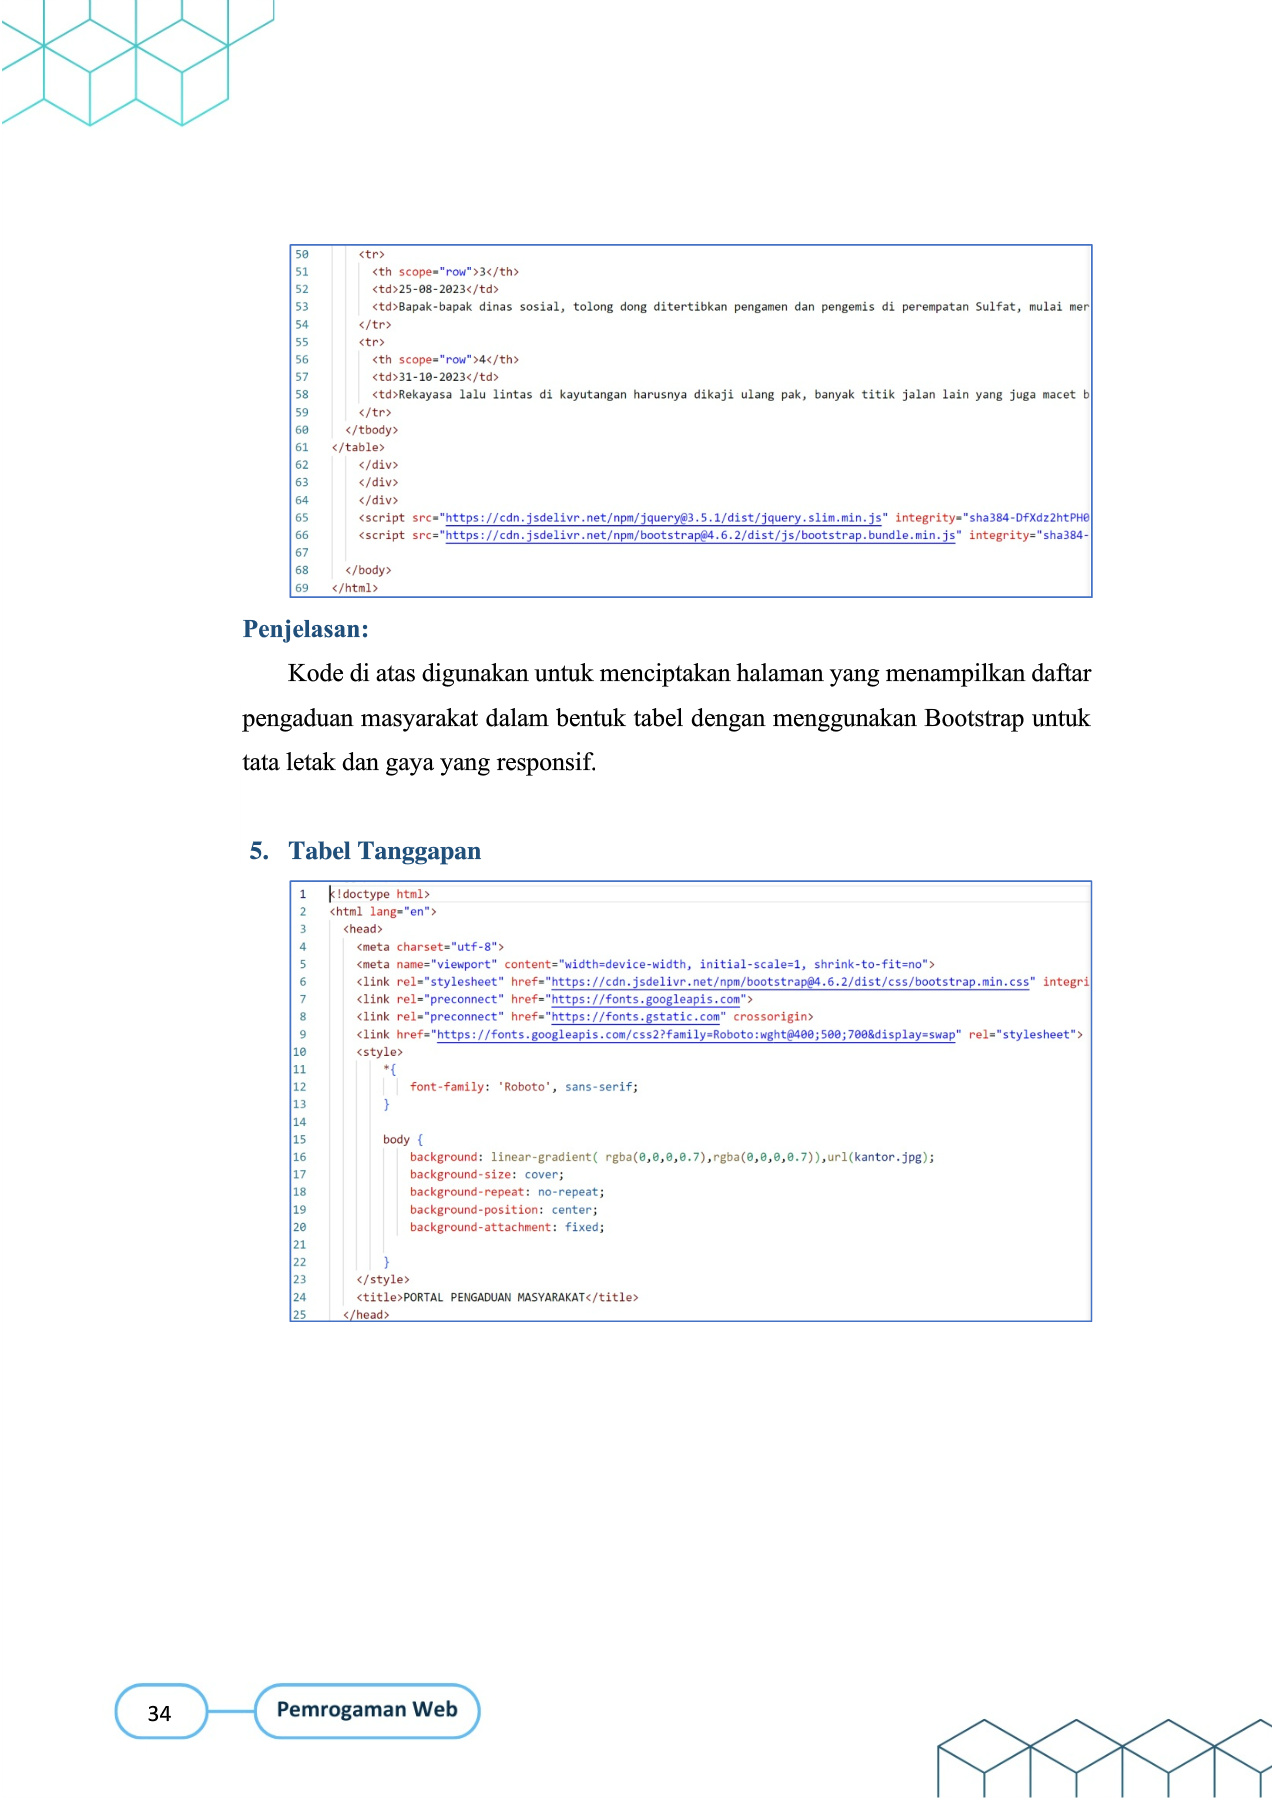 50 <tr>
51 <th scope="row">3</th>
52 <td>25-08-2023</td>
53 <td>Bapak-bapak dinas sosial, tolong dong ditertibkan pengamen dan pengemis di perempatan Sulfat, mulai mer
54 </tr>
55 <tr>
56 <th scope="row">4</th>
57 <td>31-10-2023</td>
58 <td>Rekayasa lalu lintas di kayutangan harusnya dikaji ulang pak, banyak titik jalan lain yang juga macet b
59 </tr>
60 </tbody>
61 </table>
62 </div>
63 </div>
64 </div>
65 <script src="https://cdn.jsdelivr.net/npm/jquery@3.5.1/dist/jquery.slim.min.js" integrity="sha384-DfXdz2htPH0
66 <script src="https://cdn.jsdelivr.net/npm/bootstrap@4.6.2/dist/js/bootstrap.bundle.min.js" integrity="sha384-
67
68 </body>
69 </html>
Penjelasan:
Kode di atas digunakan untuk menciptakan halaman yang menampilkan daftar
pengaduan masyarakat dalam bentuk tabel dengan menggunakan Bootstrap untuk
tata letak dan gaya yang responsif.
5. Tabel Tanggapan
1 <!doctype html>
2 <html lang="en">
3 <head>
4 <meta charset="utf-8">
5 <meta name="viewport" content="width=device-width, initial-scale=1, shrink-to-fit=no">
6 <link rel="stylesheet" href="https://cdn.jsdelivr.net/npm/bootstrap@4.6.2/dist/css/bootstrap.min.css" integri
7 <link rel="preconnect" href="https://fonts.googleapis.com">
8 <link rel="preconnect" href="https://fonts.gstatic.com" crossorigin>
9 <link href="https://fonts.googleapis.com/css2?family=Roboto:wght@400;500;700&display=swap" rel="stylesheet">
10 <style>
11 *{
12 font-family: 'Roboto', sans-serif;
13 }
14
15 body {
16 background: linear-gradient( rgba(0,0,0,0.7),rgba(0,0,0,0.7)),url(kantor.jpg);
17 background-size: cover;
18 background-repeat: no-repeat;
19 background-position: center;
20 background-attachment: fixed;
21
22 }
23 </style>
24 <title>PORTAL PENGADUAN MASYARAKAT</title>
25 </head>
34 Pemrogaman Web